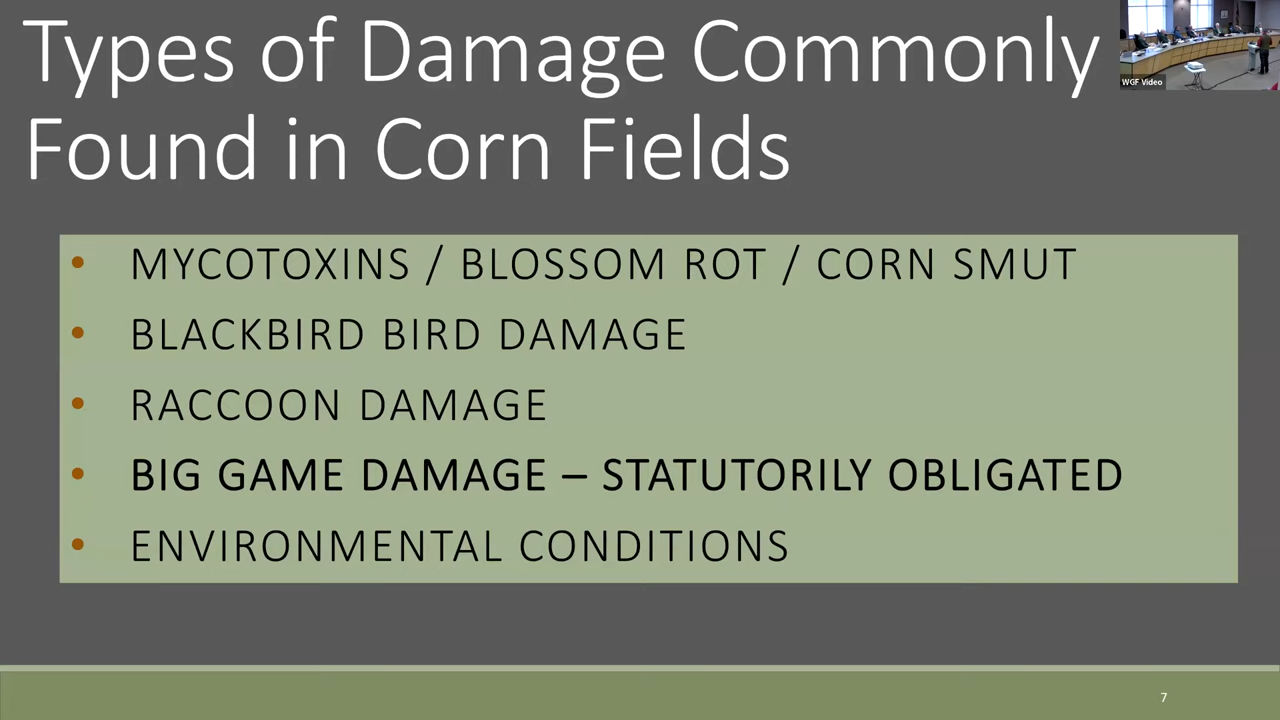 Types of Damage Commonly
Found in Corn Fields
WGF Video
• MYCOTOXINS / BLOSSOM ROT / CORN SMUT
• BLACKBIRD BIRD DAMAGE
• RACCOON DAMAGE
• BIG GAME DAMAGE – STATUTORILY OBLIGATED
• ENVIRONMENTAL CONDITIONS
7